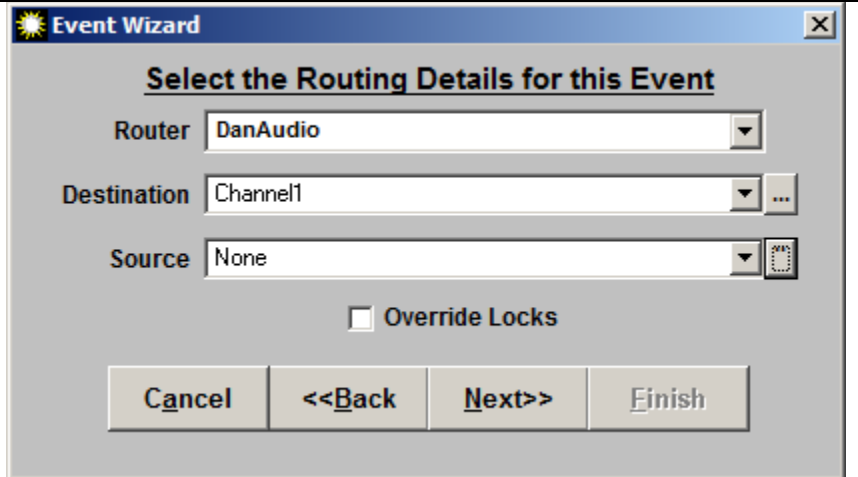 Event Wizard
Select the Routing Details for this Event
Router DanAudio
Destination Channel1 ...
Source None
Override Locks
Cancel <<Back Next>> Finish